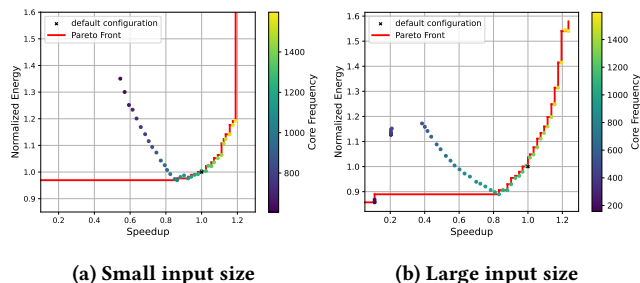 default configuration
Pareto Front
1.6
1.5
1.4
1.3
1.2
1.1
1.0
0.9
Normalized Energy
0.2 0.4 0.6 0.8 1.0 1.2
Speedup
1400
1200
1000
800
Core Frequency
(a) Small input size
default configuration
Pareto Front
1.6
1.5
1.4
1.3
1.2
1.1
1.0
0.9
Normalized Energy
0.2 0.4 0.6 0.8 1.0 1.2
Speedup
1400
1200
1000
800
600
400
200
Core Frequency
(b) Large input size